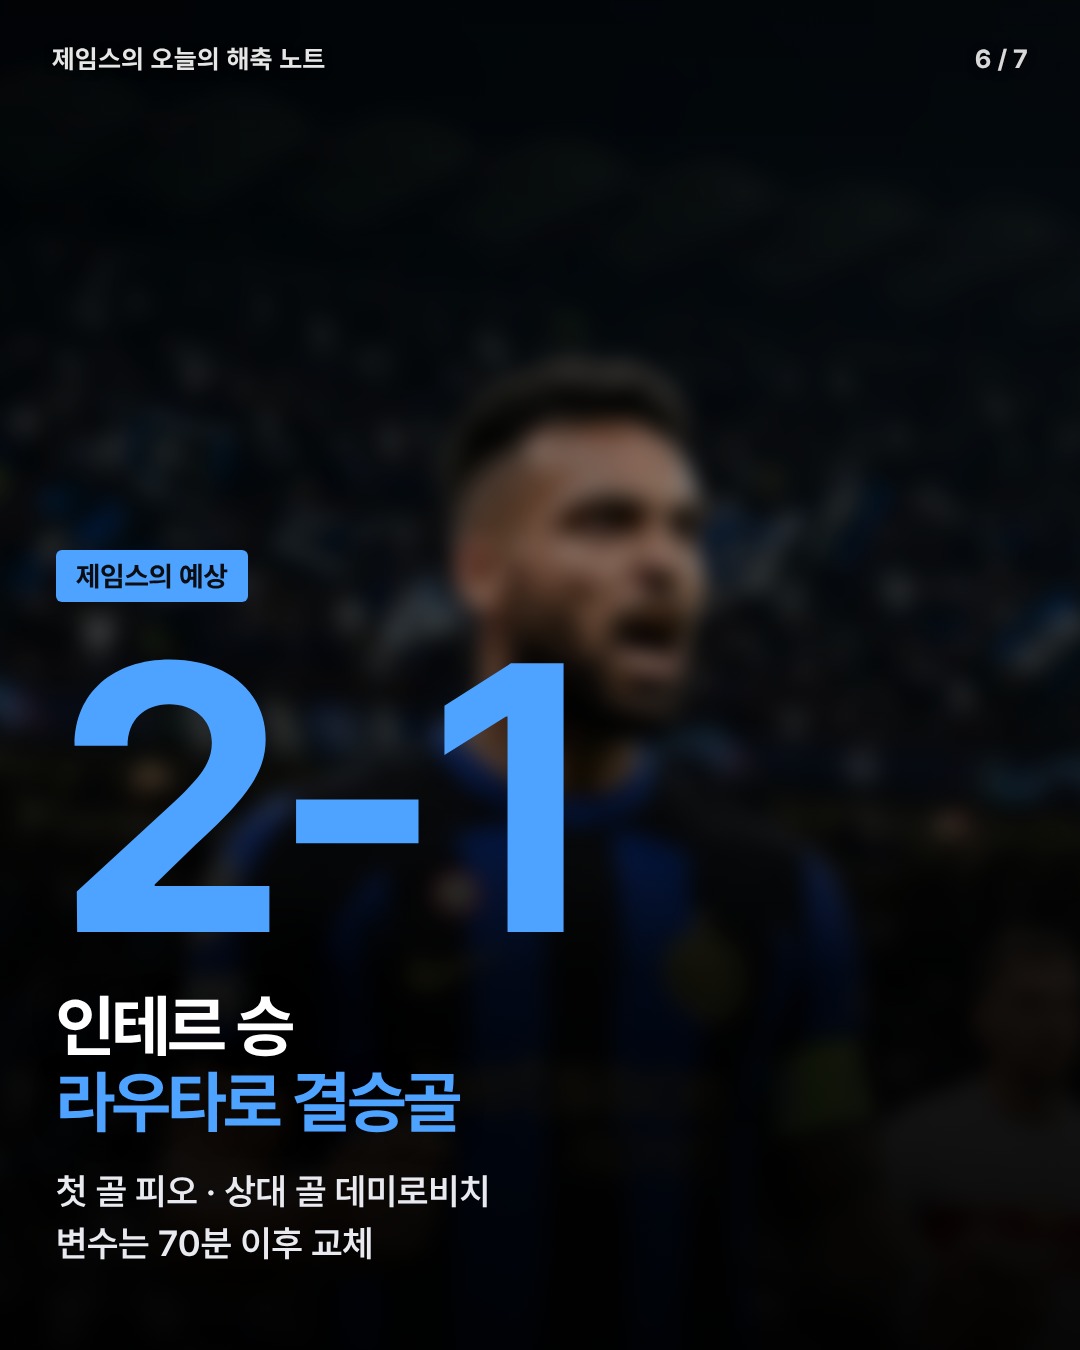 제임스의 오늘의 해축 노트
6 / 7
제임스의 예상
2-1
인테르 승
라우타로 결승골
첫 골 피오 · 상대 골 데미로비치
변수는 70분 이후 교체